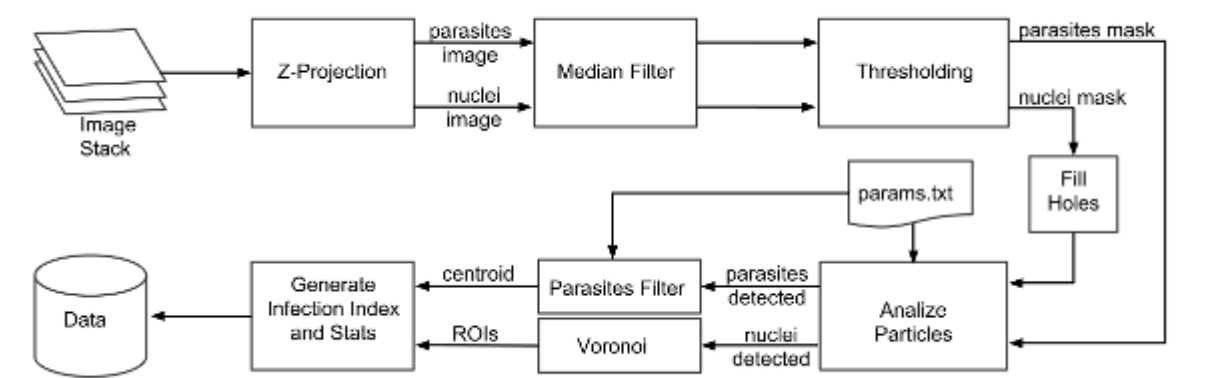 parasites
image
parasites mask
Z-Projection
Median Filter
Thresholding
nuclei
image
nuclei mask
Image
Stack
Fill
Holes
params.txt
Generate
Infection Index
and Stats
centroid
Parasites Filter
parasites
detected
Analize
Particles
Data
ROIs
Voronoi
nuclei
detected